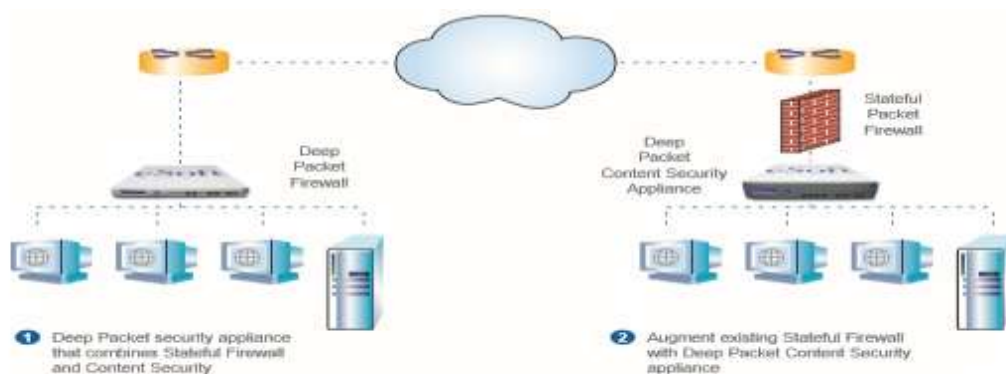 Stateful
Packet
Firewall
Deep
Packet
Firewall
Deep
Packet
Content Security
Appliance
1 Deep Packet security appliance
that combines Stateful Firewall
and Content Security
2 Augment existing Stateful Firewall
with Deep Packet Content Security
appliance